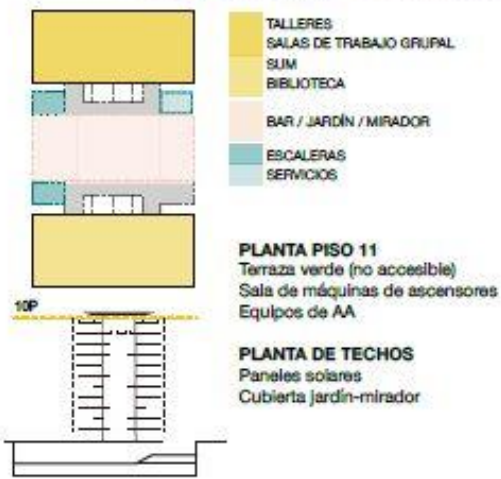 TALLERES
SALAS DE TRABAJO GRUPAL
SUM
BIBLIOTECA
BAR / JARDÍN / MIRADOR
ESCALERAS
SERVICIOS
PLANTA PISO 11
Terraza verde (no accesible)
Sala de máquinas de ascensores
Equipos de AA
10P
PLANTA DE TECHOS
Paneles solares
Cubierta jardín-mirador